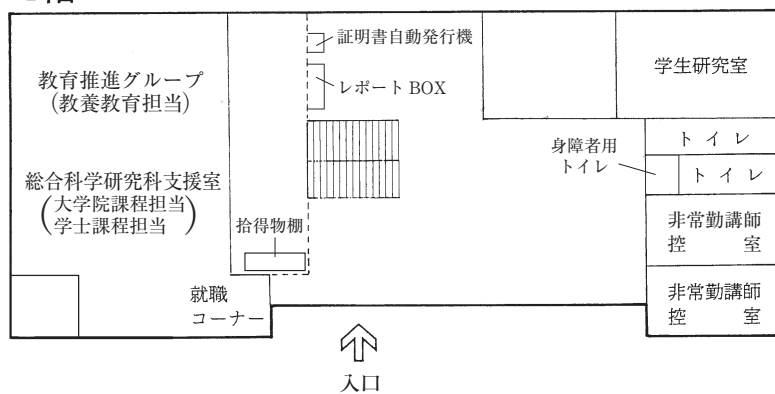 証明書自動発行機
レポートBOX
教育推進グループ
(教養教育担当)
総合科学研究科支援室
(大学院課程担当
学士課程担当)
拾得物棚
就職
コーナー
学生研究室
身障者用
トイレ
トイレ
トイレ
非常勤講師
控室
非常勤講師
控室
入口